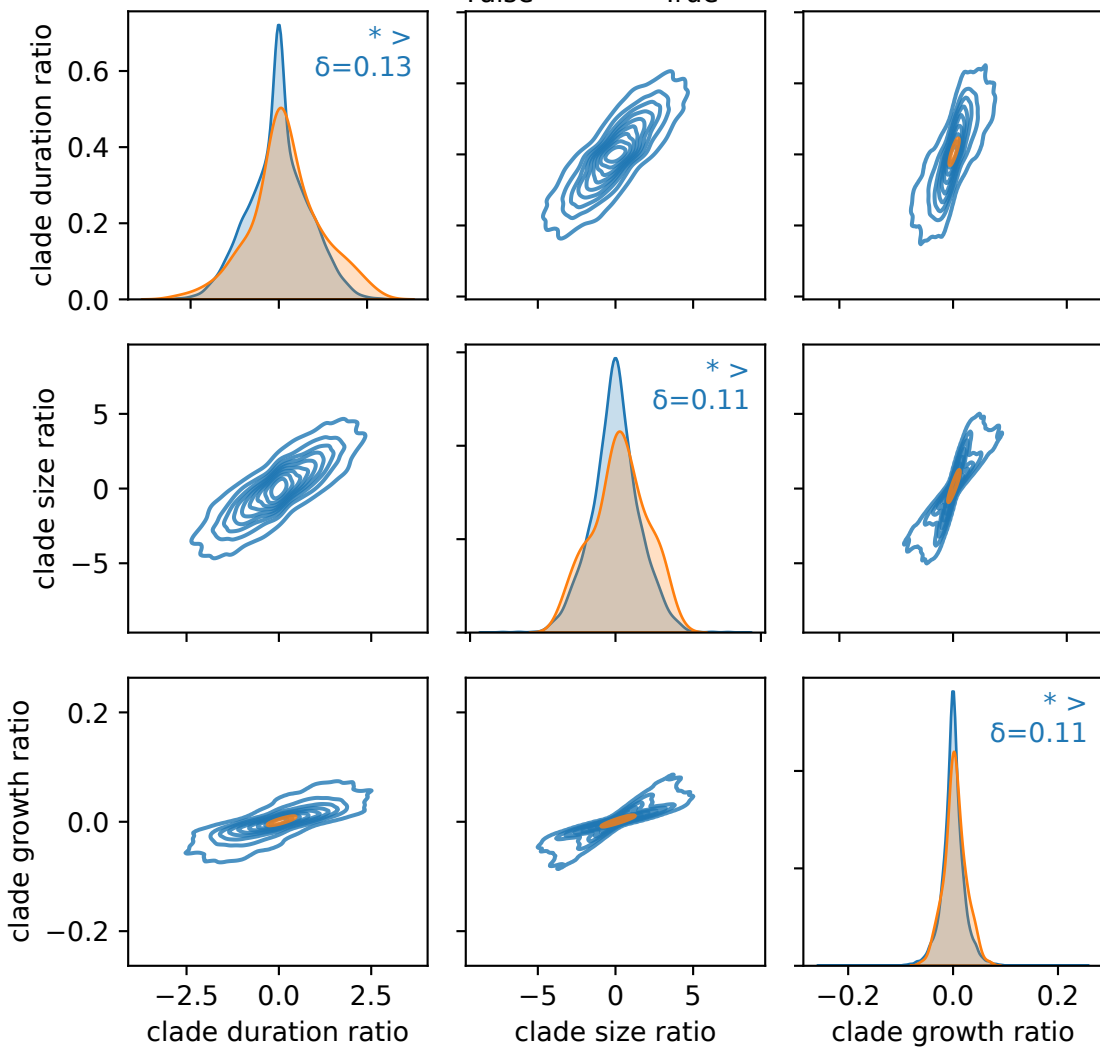 clade duration ratio
0.6
0.4
0.2
0.0
* >
δ=0.13
clade size ratio
5
0
−5
* >
δ=0.11
clade growth ratio
0.2
0.0
−0.2
* >
δ=0.11
−2.5 0.0 2.5
−5 0 5
−0.2 0.0 0.2
clade duration ratio
clade size ratio
clade growth ratio